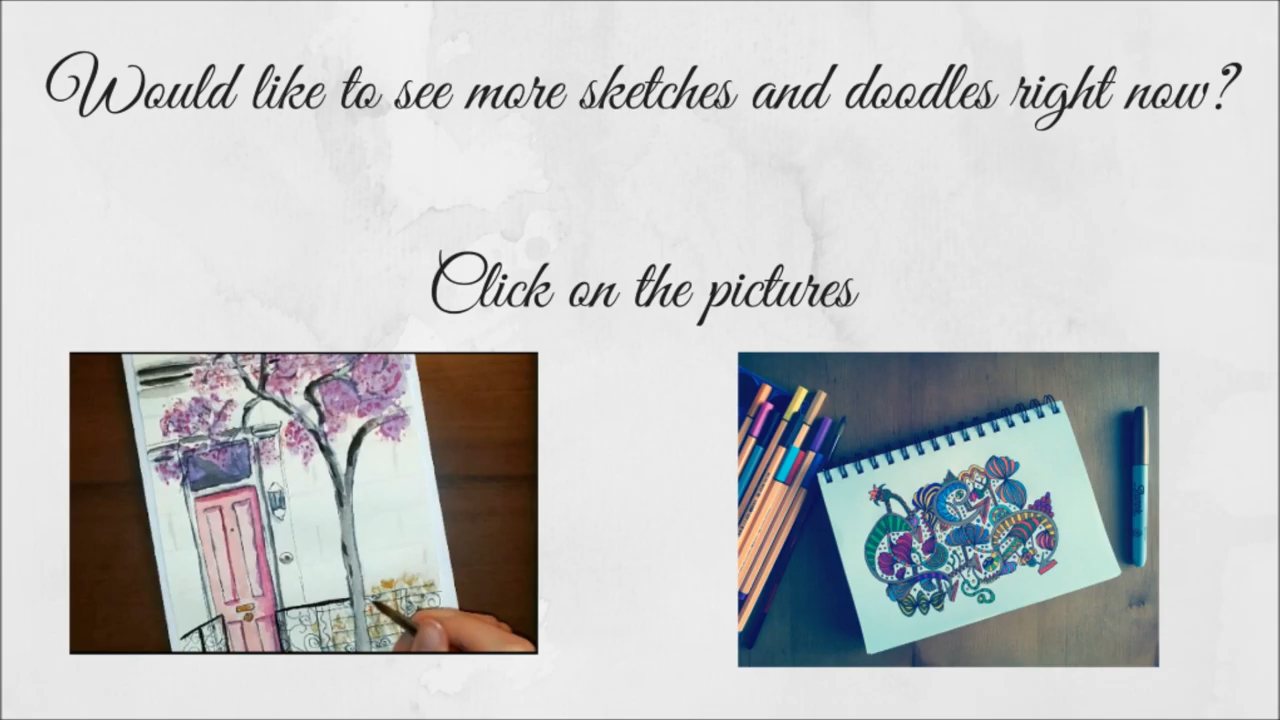 Would like to see more sketches and doodles right now?
Click on the pictures